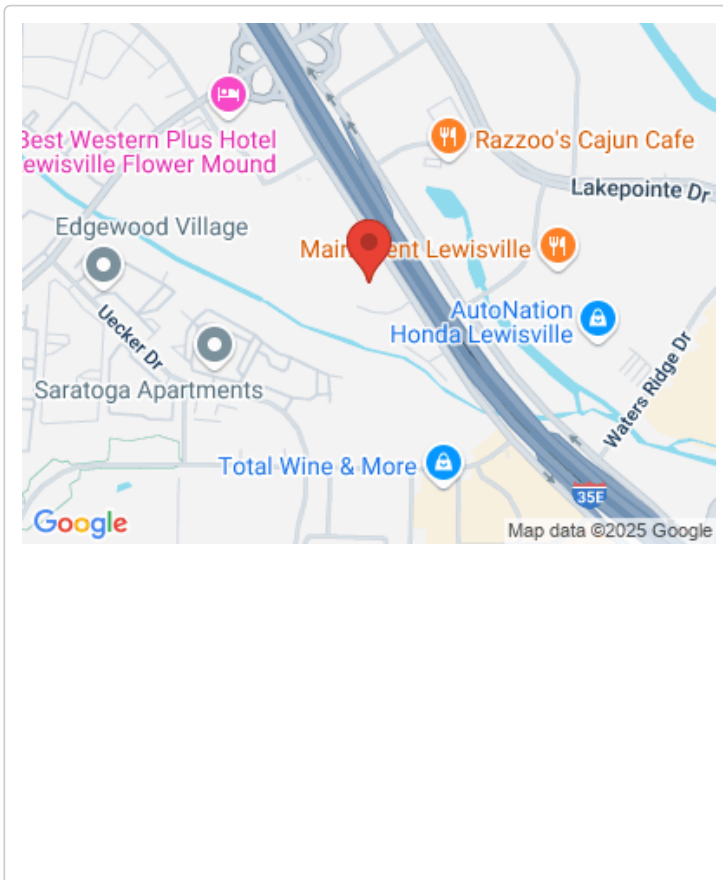 Best Western Plus Hotel
ewisville Flower Mound
Razzoo's Cajun Cafe
Lakepointe Dr
Edgewood Village
Lewisville
AutoNation
Honda Lewisville
Uecker Dr
Saratoga Apartments
Waters Ridge Dr
Total Wine & More
35E
Google
Map data ©2025 Google